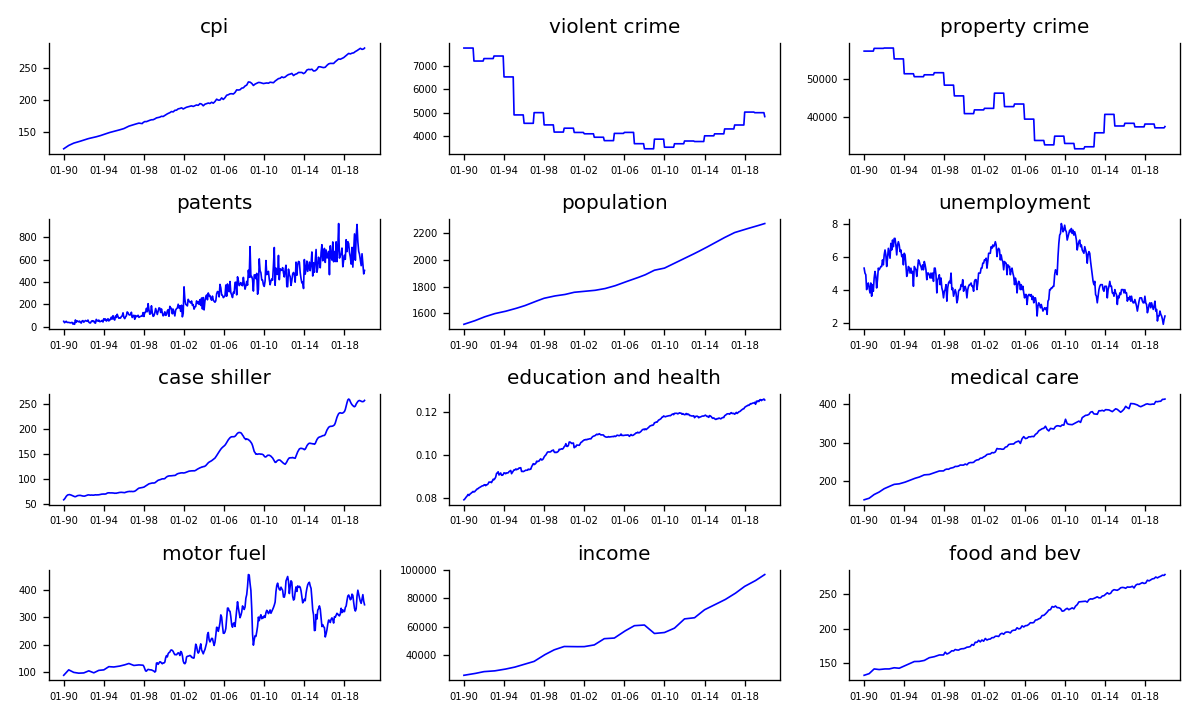 cpi
250
200
150
01-90 01-94 01-98 01-02 01-06 01-10 01-14 01-18
violent crime
7000
6000
5000
4000
01-90 01-94 01-98 01-02 01-06 01-10 01-14 01-18
property crime
50000
40000
01-90 01-94 01-98 01-02 01-06 01-10 01-14 01-18
patents
800
600
400
200
0
01-90 01-94 01-98 01-02 01-06 01-10 01-14 01-18
population
2200
2000
1800
1600
01-90 01-94 01-98 01-02 01-06 01-10 01-14 01-18
unemployment
8
6
4
2
01-90 01-94 01-98 01-02 01-06 01-10 01-14 01-18
case shiller
250
200
150
100
50
01-90 01-94 01-98 01-02 01-06 01-10 01-14 01-18
education and health
0.12
0.10
0.08
01-90 01-94 01-98 01-02 01-06 01-10 01-14 01-18
medical care
400
300
200
01-90 01-94 01-98 01-02 01-06 01-10 01-14 01-18
motor fuel
400
300
200
100
01-90 01-94 01-98 01-02 01-06 01-10 01-14 01-18
income
100000
80000
60000
40000
01-90 01-94 01-98 01-02 01-06 01-10 01-14 01-18
food and bev
250
200
150
01-90 01-94 01-98 01-02 01-06 01-10 01-14 01-18